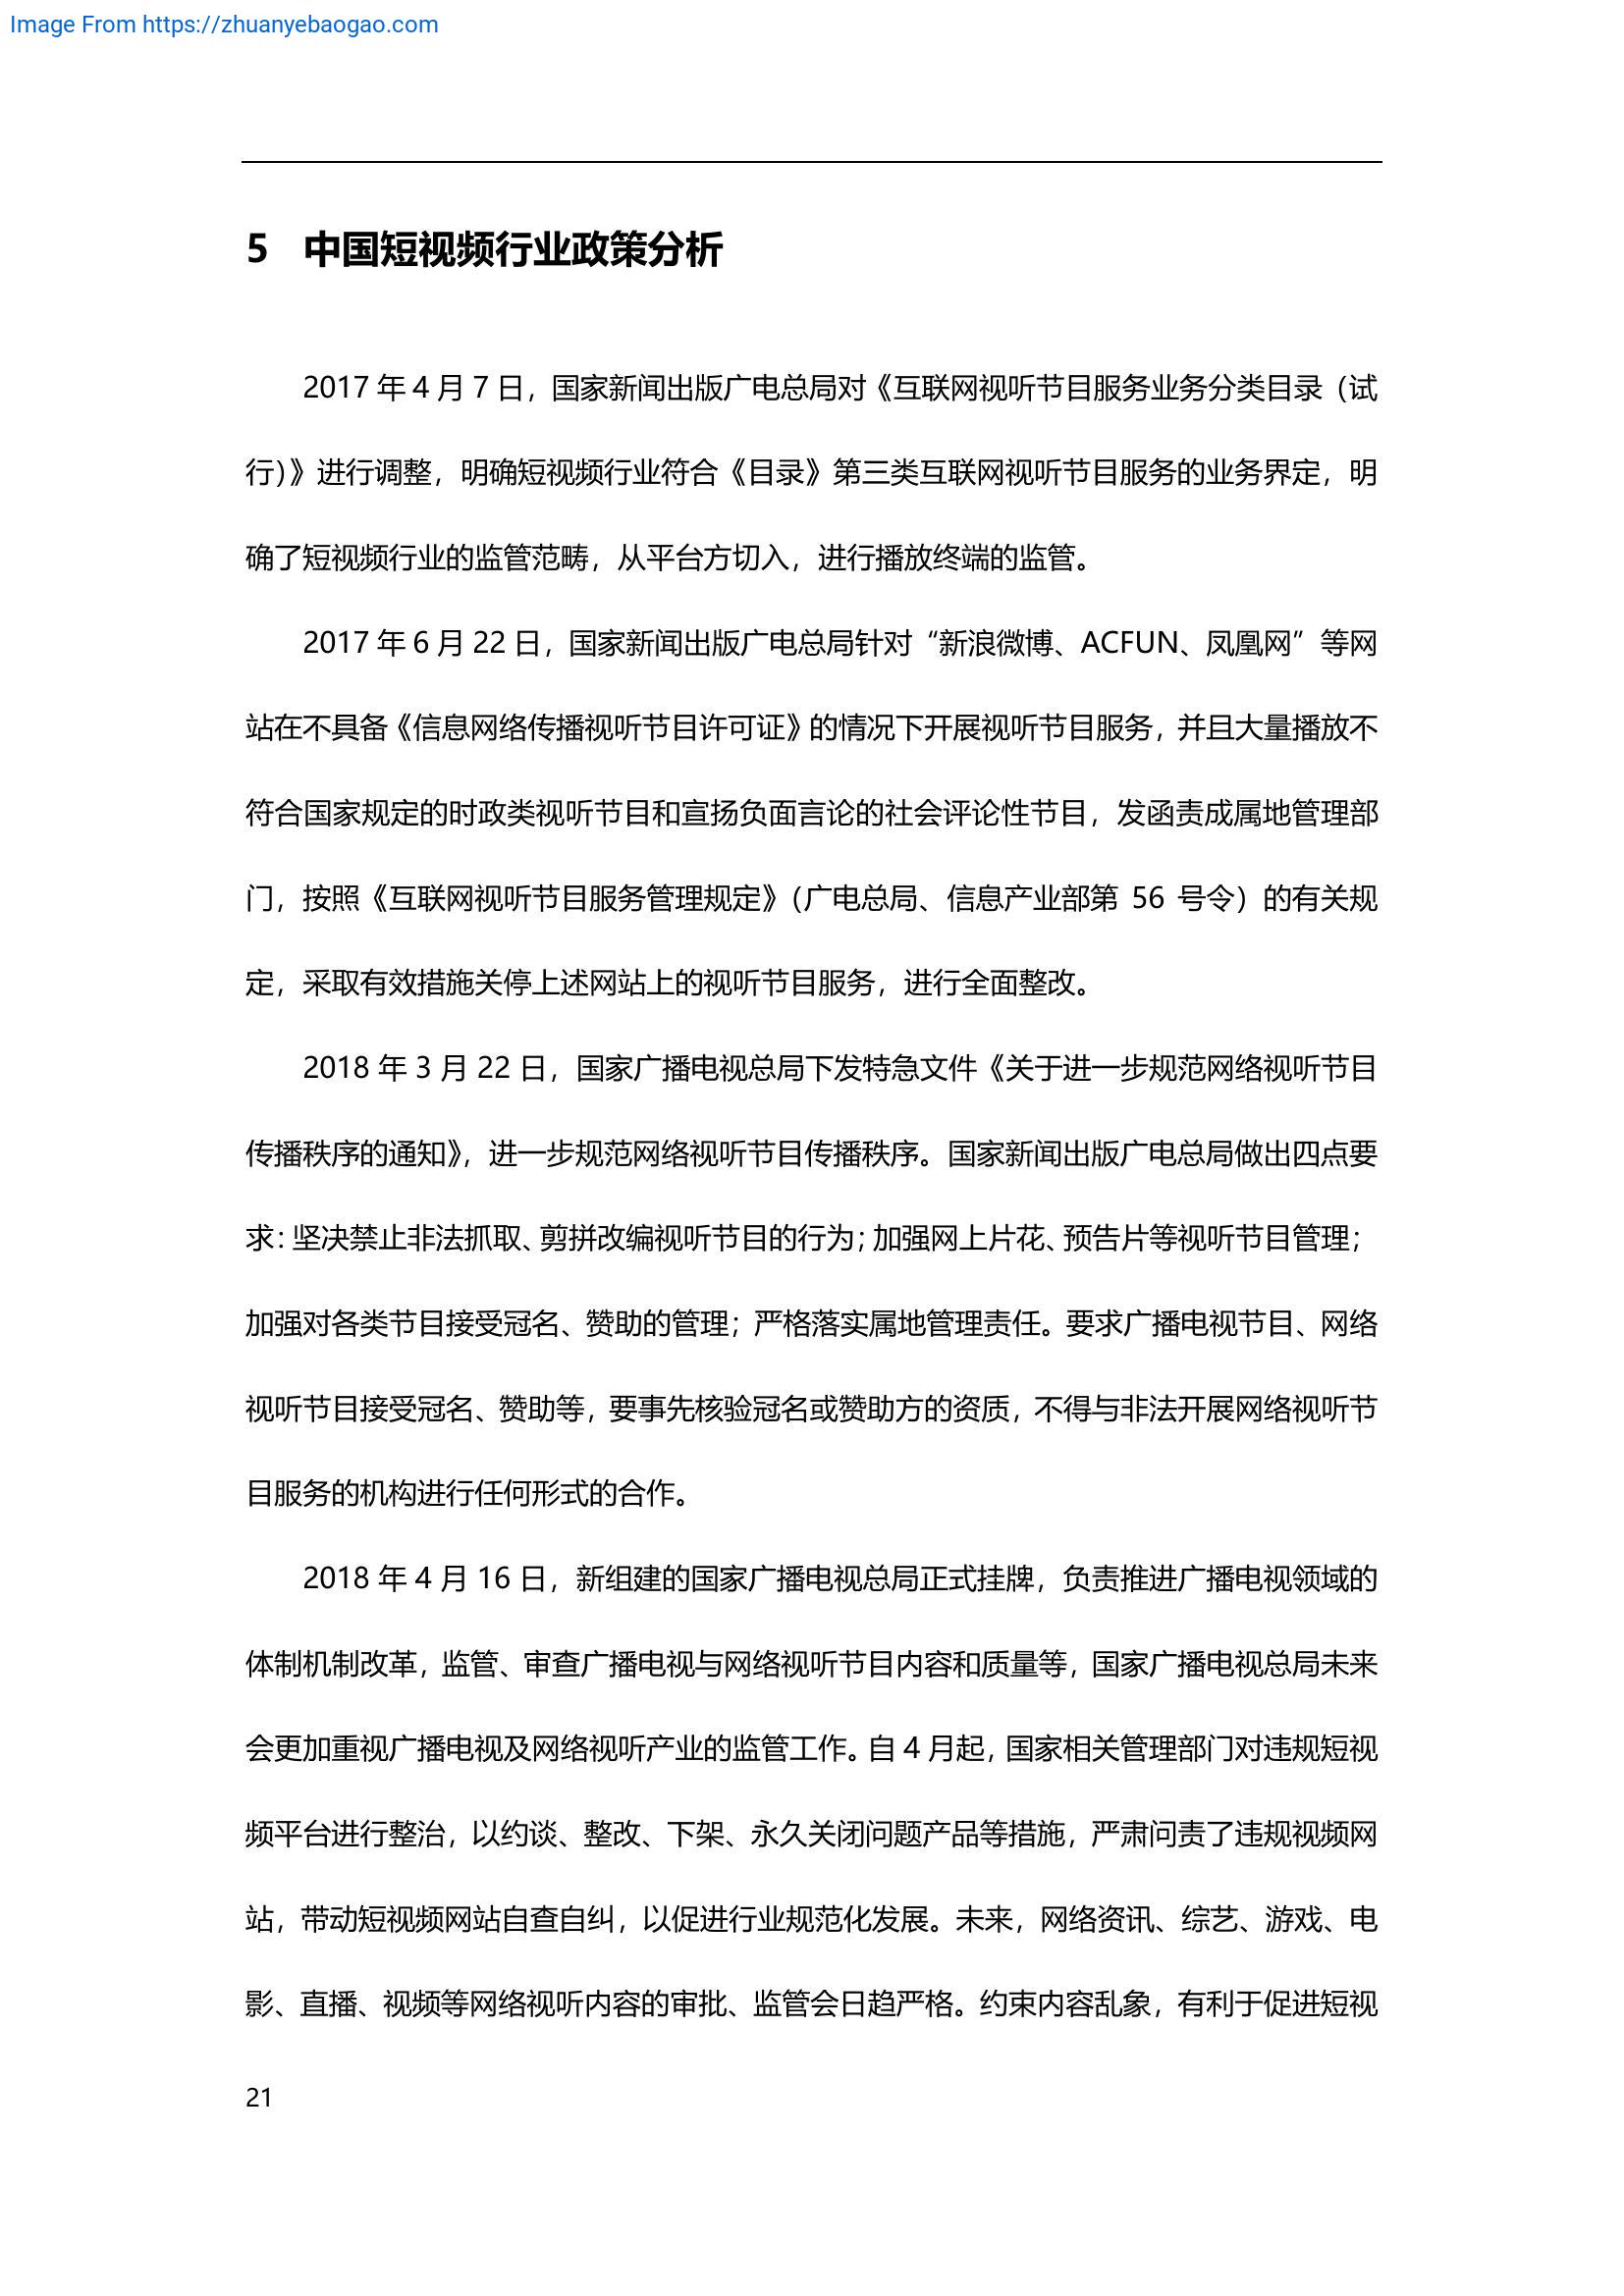 Image From https://zhuanyebaogao.com
5 中国短视频行业政策分析
2017 年 4 月 7 日，国家新闻出版广电总局对《互联网视听节目服务业务分类目录（试
行）》进行调整，明确短视频行业符合《目录》第三类互联网视听节目服务的业务界定，明
确了短视频行业的监管范畴，从平台方切入，进行播放终端的监管。
2017 年 6 月 22 日，国家新闻出版广电总局针对“新浪微博、ACFUN、凤凰网”等网
站在不具备《信息网络传播视听节目许可证》的情况下开展视听节目服务，并且大量播放不
符合国家规定的时政类视听节目和宣扬负面言论的社会评论性节目，发函责成属地管理部
门，按照《互联网视听节目服务管理规定》（广电总局、信息产业部第 56 号令）的有关规
定，采取有效措施关停上述网站上的视听节目服务，进行全面整改。
2018 年 3 月 22 日，国家广播电视总局下发特急文件《关于进一步规范网络视听节目
传播秩序的通知》，进一步规范网络视听节目传播秩序。国家新闻出版广电总局做出四点要
求：坚决禁止非法抓取、剪拼改编视听节目的行为；加强网上片花、预告片等视听节目管理；
加强对各类节目接受冠名、赞助的管理；严格落实属地管理责任。要求广播电视节目、网络
视听节目接受冠名、赞助等，要事先核验冠名或赞助方的资质，不得与非法开展网络视听节
目服务的机构进行任何形式的合作。
2018 年 4 月 16 日，新组建的国家广播电视总局正式挂牌，负责推进广播电视领域的
体制机制改革，监管、审查广播电视与网络视听节目内容和质量等，国家广播电视总局未来
会更加重视广播电视及网络视听产业的监管工作。自 4 月起，国家相关管理部门对违规短视
频平台进行整治，以约谈、整改、下架、永久关闭问题产品等措施，严肃问责了违规视频网
站，带动短视频网站自查自纠，以促进行业规范化发展。未来，网络资讯、综艺、游戏、电
影、直播、视频等网络视听内容的审批、监管会日趋严格。约束内容乱象，有利于促进短视
21